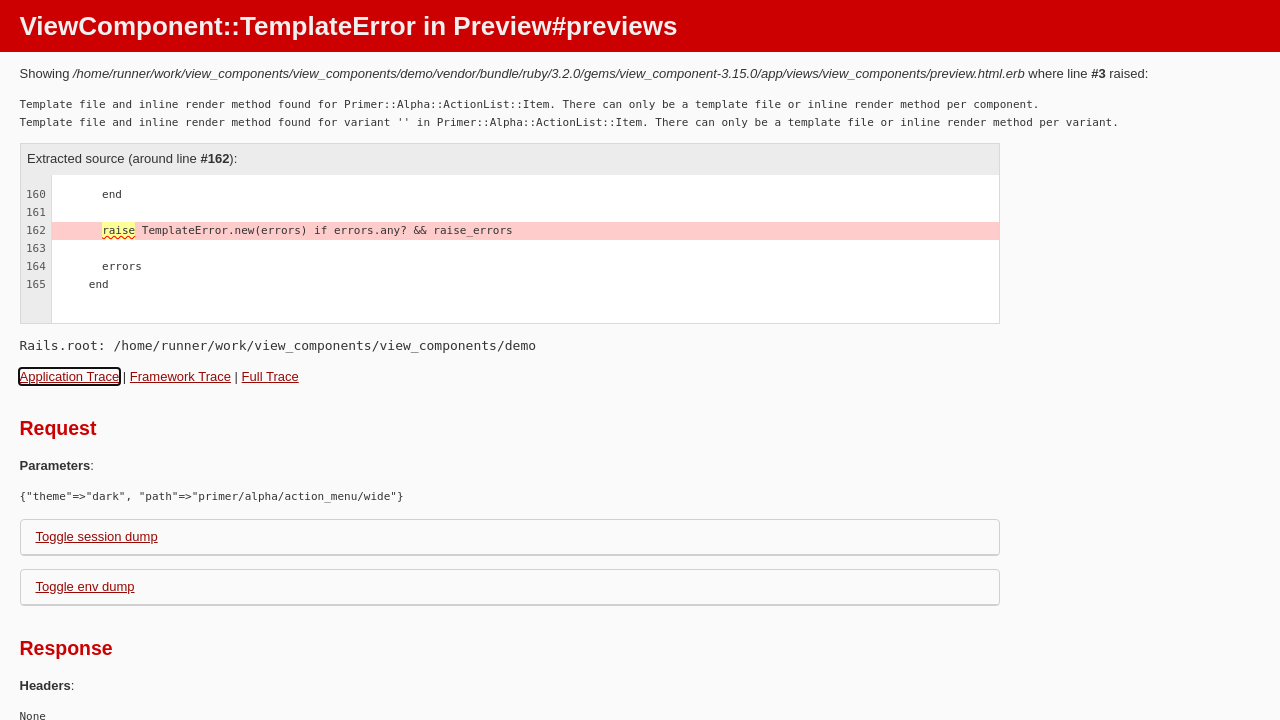 ViewComponent::TemplateError in Preview#previews
Showing /home/runner/work/view_components/view_components/demo/vendor/bundle/ruby/3.2.0/gems/view_component-3.15.0/app/views/view_components/preview.html.erb where line #3 raised:
Template file and inline render method found for Primer::Alpha::ActionList::Item. There can only be a template file or inline render method per component.
Template file and inline render method found for variant '' in Primer::Alpha::ActionList::Item. There can only be a template file or inline render method per variant.
Extracted source (around line #162):
160 end
161
162 raise TemplateError.new(errors) if errors.any? && raise_errors
163
164 errors
165 end
Rails.root: /home/runner/work/view_components/view_components/demo
Application Trace | Framework Trace | Full Trace
Request
Parameters:
{"theme"=>"dark", "path"=>"primer/alpha/action_menu/wide"}
Toggle session dump
Toggle env dump
Response
Headers:
None